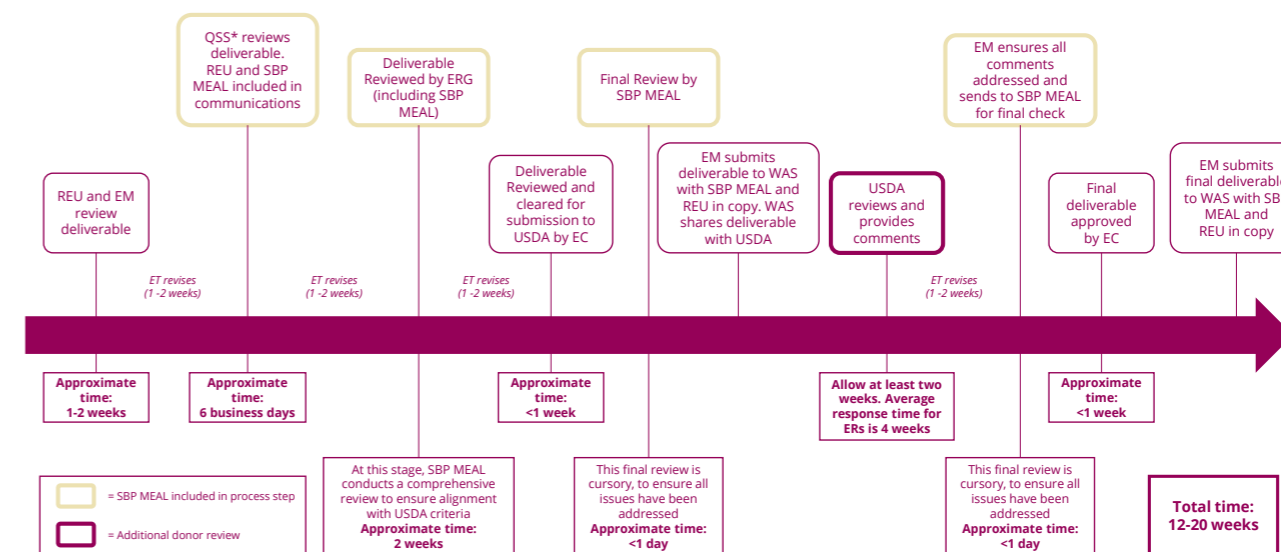 QSS* reviews
deliverable.
REU and SBP
MEAL included in
communications
Deliverable
Reviewed by ERG
(including SBP
MEAL)
Final Review by
SBP MEAL
EM ensures all
comments
addressed and
sends to SBP MEAL
for final check
REU and EM
review
deliverable
Deliverable
Reviewed and
cleared for
submission to
USDA by EC
EM submits
deliverable to WAS
with SBP MEAL and
REU in copy. WAS
shares deliverable
with USDA
USDA
reviews and
provides
comments
Final
deliverable
approved
by EC
EM submits
final deliverable
to WAS with SBP
MEAL and
REU in copy
ET revises
(1 -2 weeks)
ET revises
(1 -2 weeks)
ET revises
(1 -2 weeks)
ET revises
(1 -2 weeks)
Approximate
time:
1-2 weeks
Approximate
time:
6 business days
Approximate
time:
<1 week
Allow at least two
weeks. Average
response time for
ERs is 4 weeks
Approximate
time:
<1 week
= SBP MEAL included in process step
= Additional donor review
At this stage, SBP MEAL
conducts a comprehensive
review to ensure alignment
with USDA criteria
Approximate time:
2 weeks
This final review is
cursory, to ensure all
issues have been
addressed
Approximate time:
<1 day
This final review is
cursory, to ensure all
issues have been
addressed
Approximate time:
<1 day
Total time:
12-20 weeks